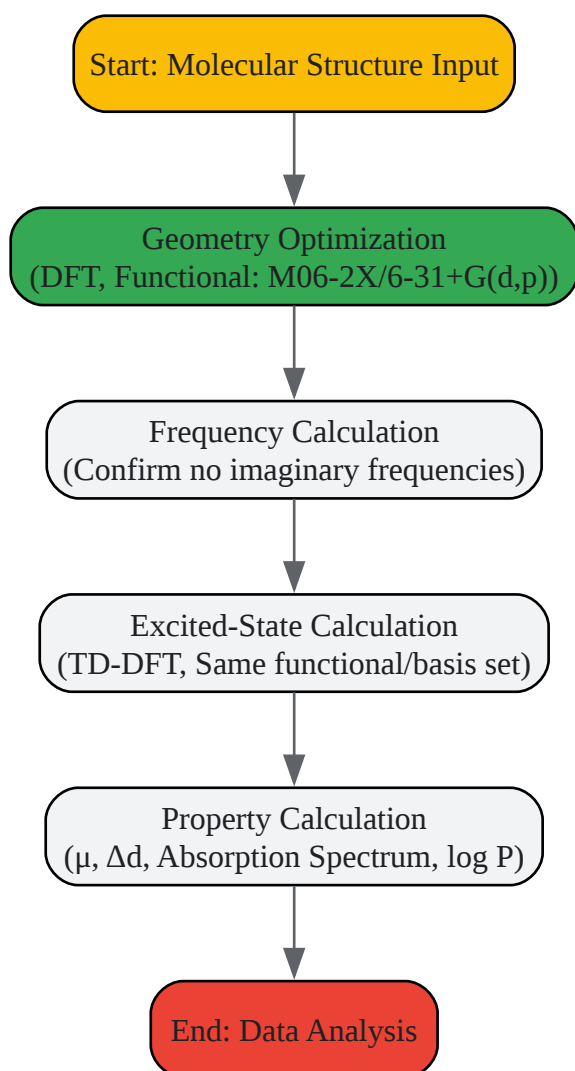 Start: Molecular Structure Input
Geometry Optimization
(DFT, Functional: M06-2X/6-31+G(d,p))
Frequency Calculation
(Confirm no imaginary frequencies)
Excited-State Calculation
(TD-DFT, Same functional/basis set)
Property Calculation
(μ, Δd, Absorption Spectrum, log P)
End: Data Analysis